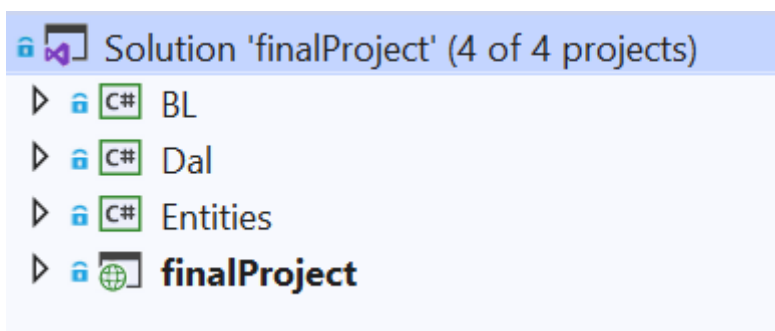 Solution 'finalProject' (4 of 4 projects)
C# BL
C# Dal
C# Entities
finalProject